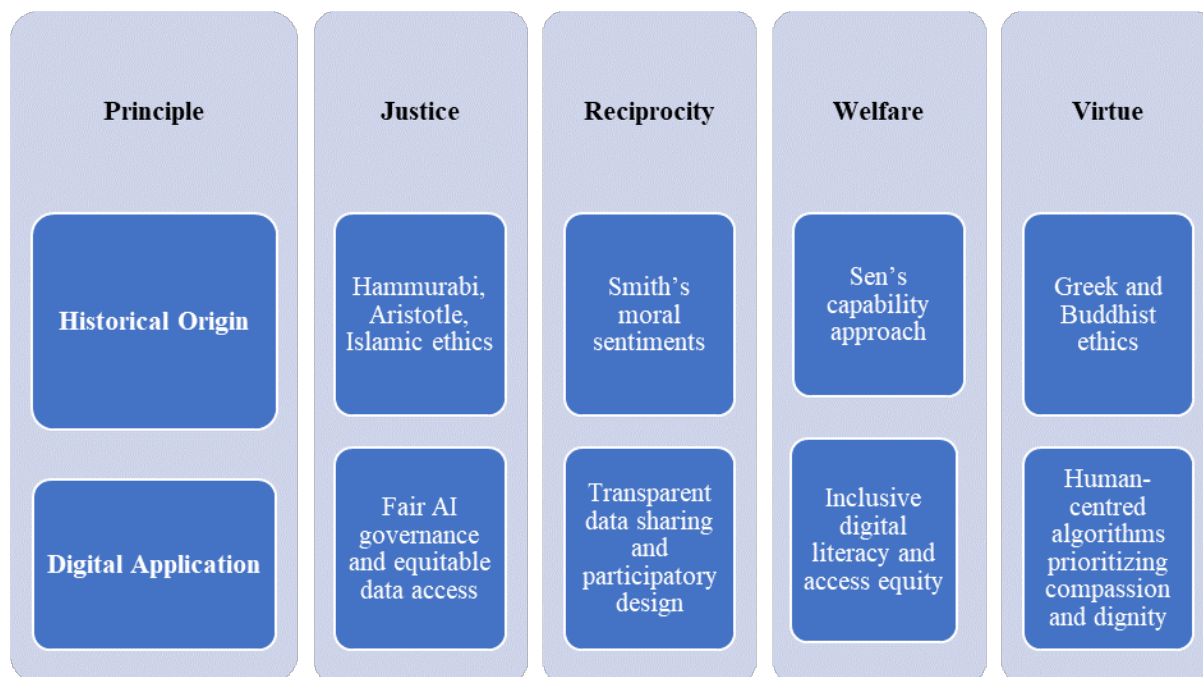 Principle
Justice
Reciprocity
Welfare
Virtue
Historical Origin
Hammurabi,
Aristotle,
Islamic ethics
Smith’s
moral
sentiments
Sen’s
capability
approach
Greek and
Buddhist
ethics
Digital Application
Fair AI
governance
and equitable
data access
Transparent
data sharing
and
participatory
design
Inclusive
digital
literacy and
access equity
Human-
centred
algorithms
prioritizing
compassion
and dignity